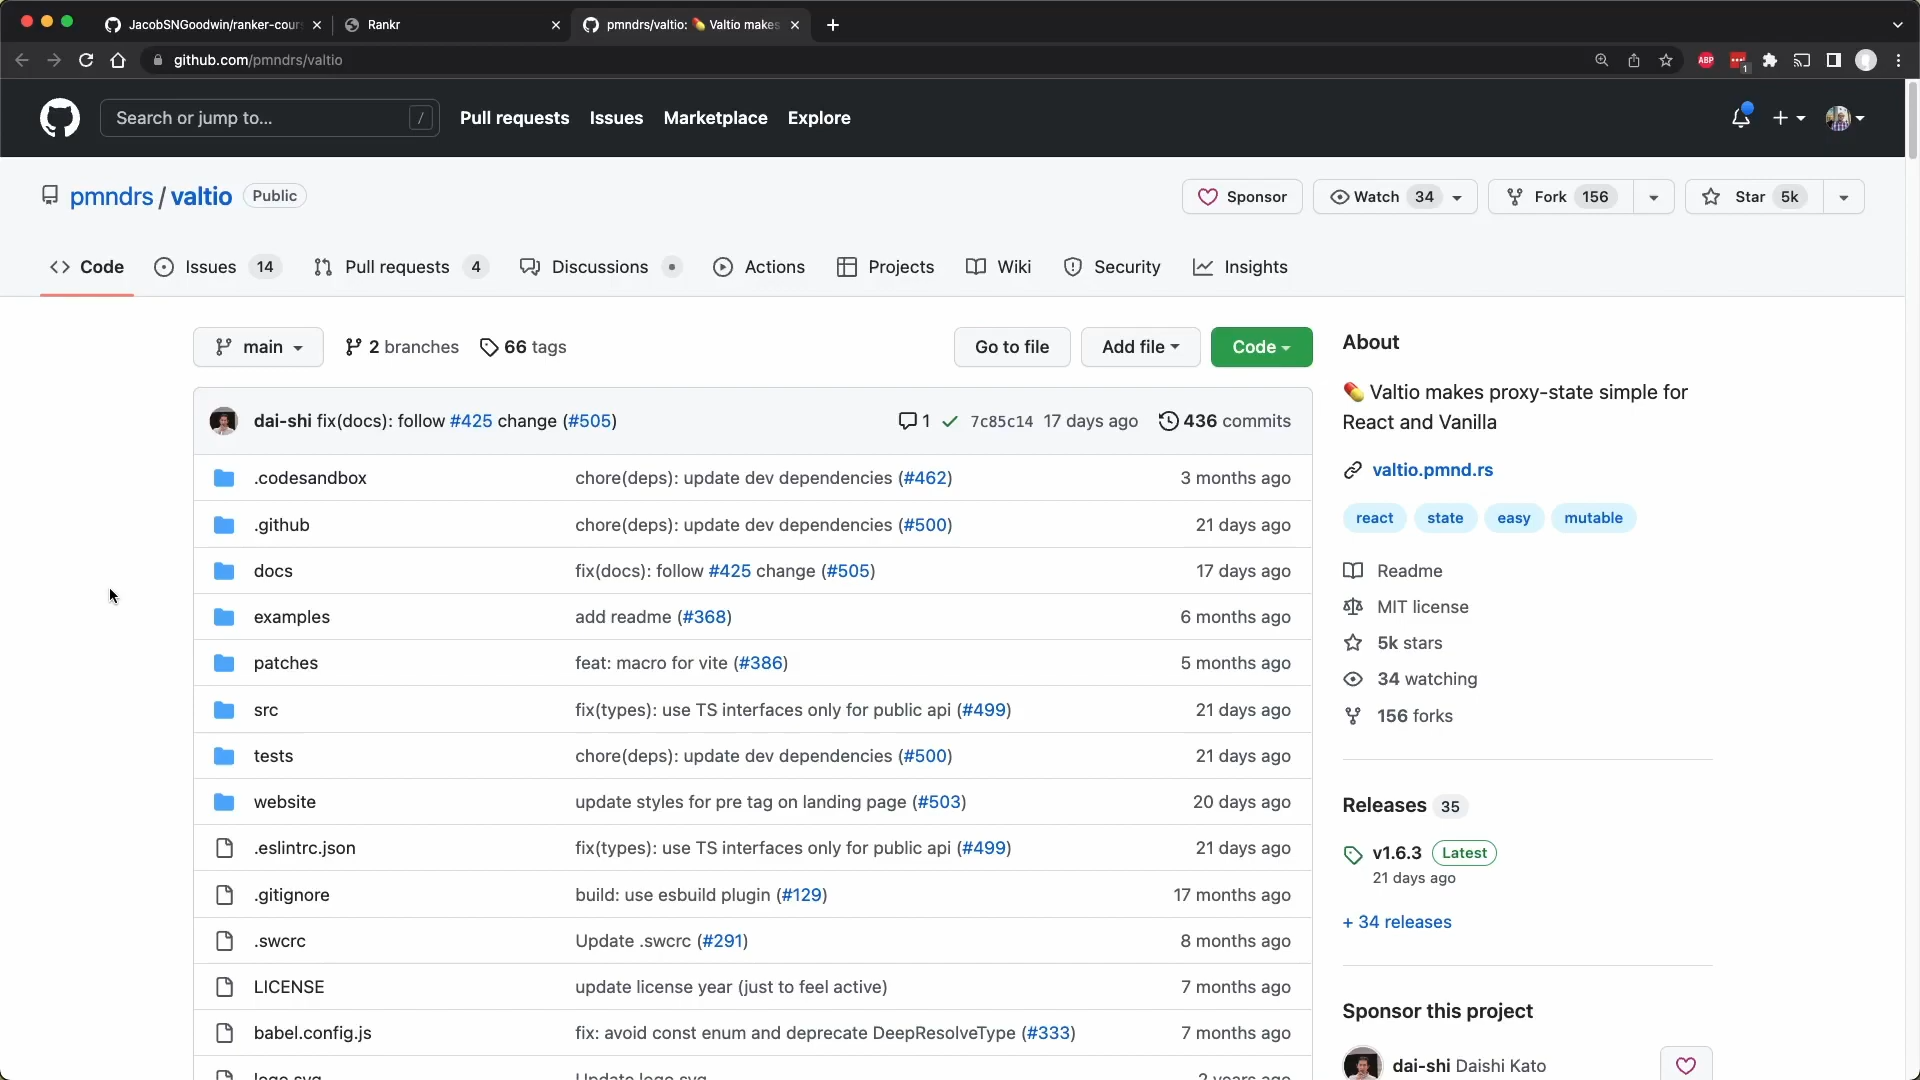 JacobSNGoodwin/ranker-cours
Rankr
pmndrs/valtio: 💊 Valtio makes
github.com/pmndrs/valtio
ABP
1
Search or jump to...
/
Pull requests
Issues
Marketplace
Explore
pmndrs / valtio
Public
Sponsor
Watch 34
Fork 156
Star 5k
Code
Issues 14
Pull requests 4
Discussions
Actions
Projects
Wiki
Security
Insights
main
2 branches
66 tags
Go to file
Add file
Code
dai-shi fix(docs): follow #425 change (#505)
1
7c85c14 17 days ago
436 commits
.codesandbox
chore(deps): update dev dependencies (#462)
3 months ago
.github
chore(deps): update dev dependencies (#500)
21 days ago
docs
fix(docs): follow #425 change (#505)
17 days ago
examples
add readme (#368)
6 months ago
patches
feat: macro for vite (#386)
5 months ago
src
fix(types): use TS interfaces only for public api (#499)
21 days ago
tests
chore(deps): update dev dependencies (#500)
21 days ago
website
update styles for pre tag on landing page (#503)
20 days ago
.eslintrc.json
fix(types): use TS interfaces only for public api (#499)
21 days ago
.gitignore
build: use esbuild plugin (#129)
17 months ago
.swcrc
Update .swcrc (#291)
8 months ago
LICENSE
update license year (just to feel active)
7 months ago
babel.config.js
fix: avoid const enum and deprecate DeepResolveType (#333)
7 months ago
logo.svg
Update logo.svg
2 years ago
About
💊 Valtio makes proxy-state simple for
React and Vanilla
valtio.pmnd.rs
react
state
easy
mutable
Readme
MIT license
5k stars
34 watching
156 forks
Releases 35
v1.6.3 Latest
21 days ago
+ 34 releases
Sponsor this project
dai-shi Daishi Kato